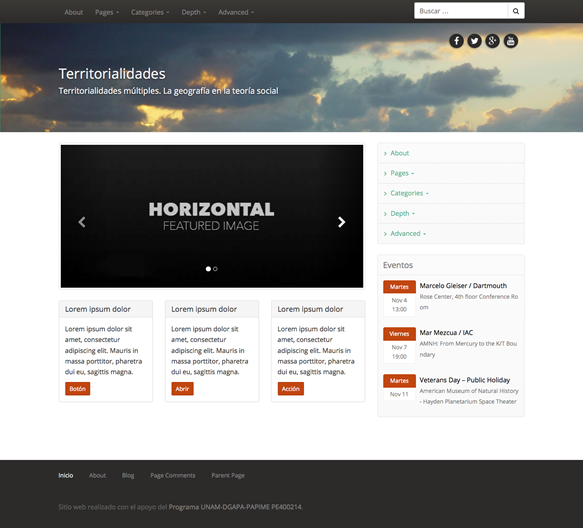 About Pages Categories Depth Advanced Buscar ...
Territorialidades
Territorialidades múltiples. La geografía en la teoría social
HORIZONTAL
FEATURED IMAGE
Lorem ipsum dolor
Lorem ipsum dolor sit
amet, consectetur
adipiscing elit. Mauris in
massa porttitor, pharetra
dui eu, sagittis magna.
Botón
Lorem ipsum dolor
Lorem ipsum dolor sit
amet, consectetur
adipiscing elit. Mauris in
massa porttitor, pharetra
dui eu, sagittis magna.
Abrir
Lorem ipsum dolor
Lorem ipsum dolor sit
amet, consectetur
adipiscing elit. Mauris in
massa porttitor, pharetra
dui eu, sagittis magna.
Acción
About
Pages
Categories
Depth
Advanced
Eventos
Martes
Nov 4
13:00
Marcelo Gleiser / Dartmouth
Rose Center, 4th floor Conference Ro
om
Viernes
Nov 7
19:00
Mar Mezcua / IAC
AMNH: From Mercury to the K/T Bou
ndary
Martes
Nov 11
Veterans Day – Public Holiday
American Museum of Natural History
- Hayden Planetarium Space Theater
Inicio About Blog Page Comments Parent Page
Sitio web realizado con el apoyo del Programa UNAM-DGAPA-PAPIME PE400214.